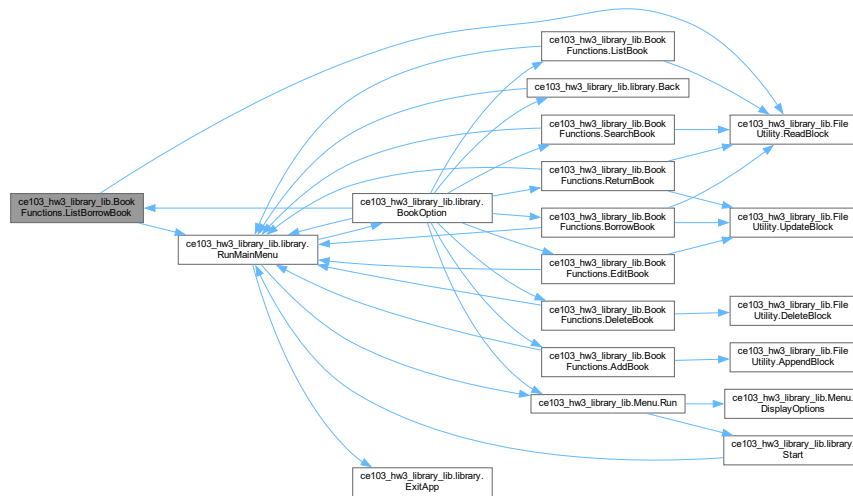 ce103_hw3_library_lib.Book
Functions.ListBorrowBook
ce103_hw3_library_lib.library.
RunMainMenu
ce103_hw3_library_lib.library.
BookOption
ce103_hw3_library_lib.library.
ExitApp
ce103_hw3_library_lib.Book
Functions.ListBook
ce103_hw3_library_lib.library.Back
ce103_hw3_library_lib.Book
Functions.SearchBook
ce103_hw3_library_lib.Book
Functions.ReturnBook
ce103_hw3_library_lib.Book
Functions.BorrowBook
ce103_hw3_library_lib.Book
Functions.EditBook
ce103_hw3_library_lib.Book
Functions.DeleteBook
ce103_hw3_library_lib.Book
Functions.AddBook
ce103_hw3_library_lib.Menu.Run
ce103_hw3_library_lib.File
Utility.ReadBlock
ce103_hw3_library_lib.File
Utility.UpdateBlock
ce103_hw3_library_lib.File
Utility.DeleteBlock
ce103_hw3_library_lib.File
Utility.AppendBlock
ce103_hw3_library_lib.Menu.
DisplayOptions
ce103_hw3_library_lib.library.
Start